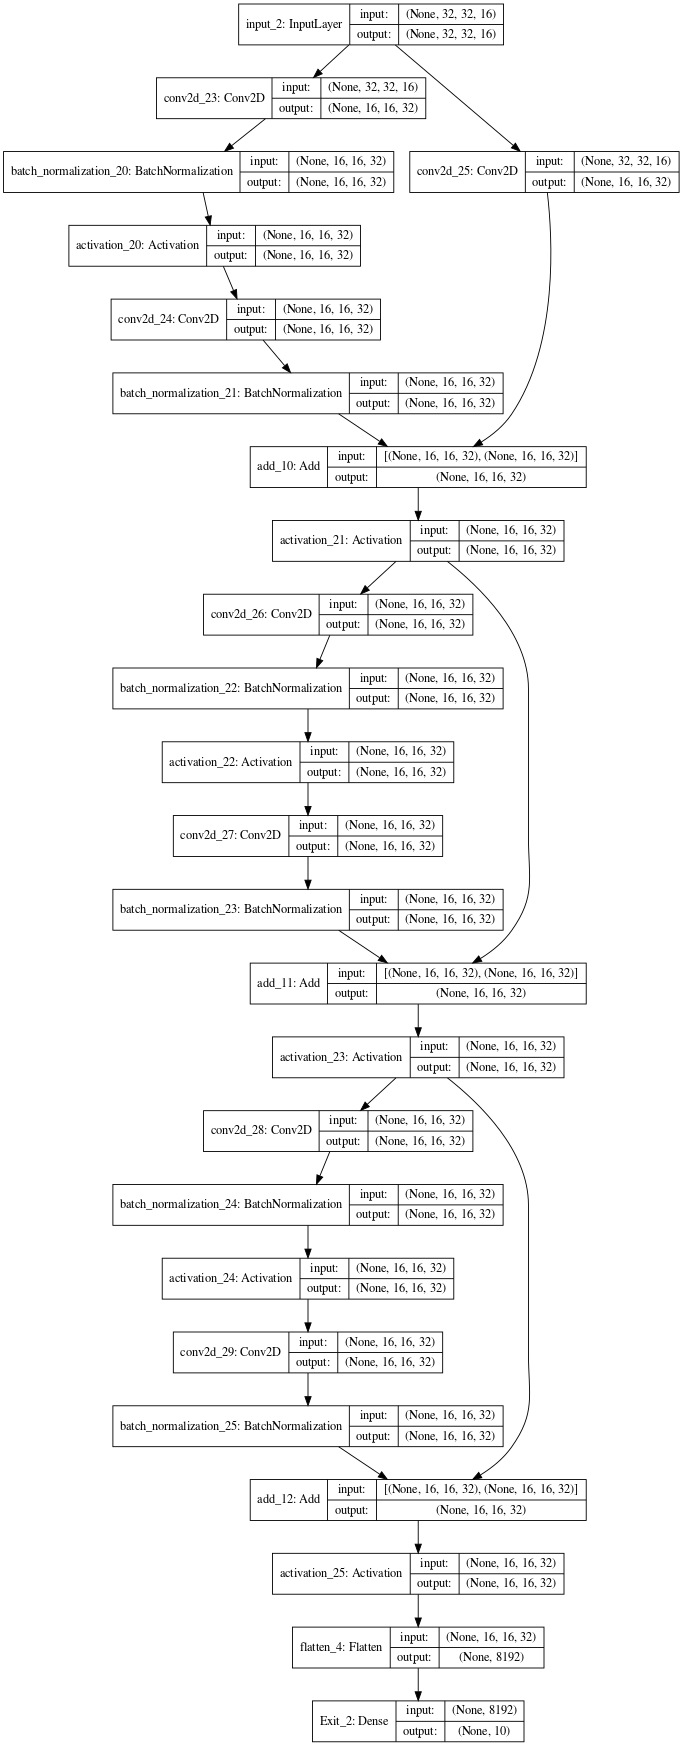 input_2: InputLayer
input: (None, 32, 32, 16)
output: (None, 32, 32, 16)
conv2d_23: Conv2D
input: (None, 32, 32, 16)
output: (None, 16, 16, 32)
batch_normalization_20: BatchNormalization
input: (None, 16, 16, 32)
output: (None, 16, 16, 32)
conv2d_25: Conv2D
input: (None, 32, 32, 16)
output: (None, 16, 16, 32)
activation_20: Activation
input: (None, 16, 16, 32)
output: (None, 16, 16, 32)
conv2d_24: Conv2D
input: (None, 16, 16, 32)
output: (None, 16, 16, 32)
batch_normalization_21: BatchNormalization
input: (None, 16, 16, 32)
output: (None, 16, 16, 32)
add_10: Add
input: [(None, 16, 16, 32), (None, 16, 16, 32)]
output: (None, 16, 16, 32)
activation_21: Activation
input: (None, 16, 16, 32)
output: (None, 16, 16, 32)
conv2d_26: Conv2D
input: (None, 16, 16, 32)
output: (None, 16, 16, 32)
batch_normalization_22: BatchNormalization
input: (None, 16, 16, 32)
output: (None, 16, 16, 32)
activation_22: Activation
input: (None, 16, 16, 32)
output: (None, 16, 16, 32)
conv2d_27: Conv2D
input: (None, 16, 16, 32)
output: (None, 16, 16, 32)
batch_normalization_23: BatchNormalization
input: (None, 16, 16, 32)
output: (None, 16, 16, 32)
add_11: Add
input: [(None, 16, 16, 32), (None, 16, 16, 32)]
output: (None, 16, 16, 32)
activation_23: Activation
input: (None, 16, 16, 32)
output: (None, 16, 16, 32)
conv2d_28: Conv2D
input: (None, 16, 16, 32)
output: (None, 16, 16, 32)
batch_normalization_24: BatchNormalization
input: (None, 16, 16, 32)
output: (None, 16, 16, 32)
activation_24: Activation
input: (None, 16, 16, 32)
output: (None, 16, 16, 32)
conv2d_29: Conv2D
input: (None, 16, 16, 32)
output: (None, 16, 16, 32)
batch_normalization_25: BatchNormalization
input: (None, 16, 16, 32)
output: (None, 16, 16, 32)
add_12: Add
input: [(None, 16, 16, 32), (None, 16, 16, 32)]
output: (None, 16, 16, 32)
activation_25: Activation
input: (None, 16, 16, 32)
output: (None, 16, 16, 32)
flatten_4: Flatten
input: (None, 16, 16, 32)
output: (None, 8192)
Exit_2: Dense
input: (None, 8192)
output: (None, 10)